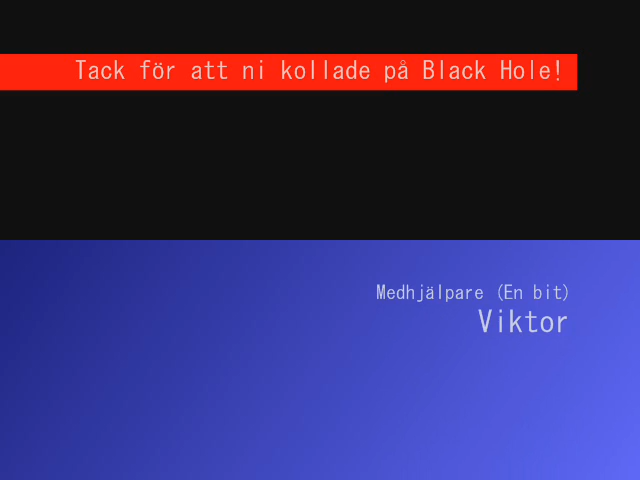 Tack för att ni kollade på Black Hole!
Medhjälpare (En bit)
Viktor